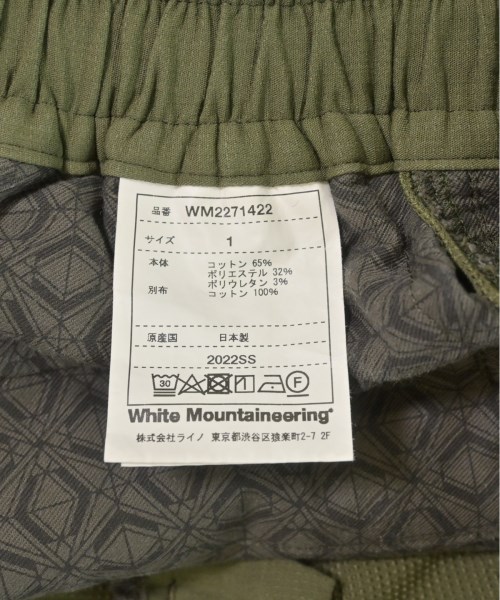 品番 WM2271422
サイズ 1
本体 コットン 65%
ポリエステル 32%
ポリウレタン 3%
別布 コットン 100%
原産国 日本製
2022SS
30 F
White Mountaineering®
株式会社ライノ 東京都渋谷区猿楽町2-7 2F